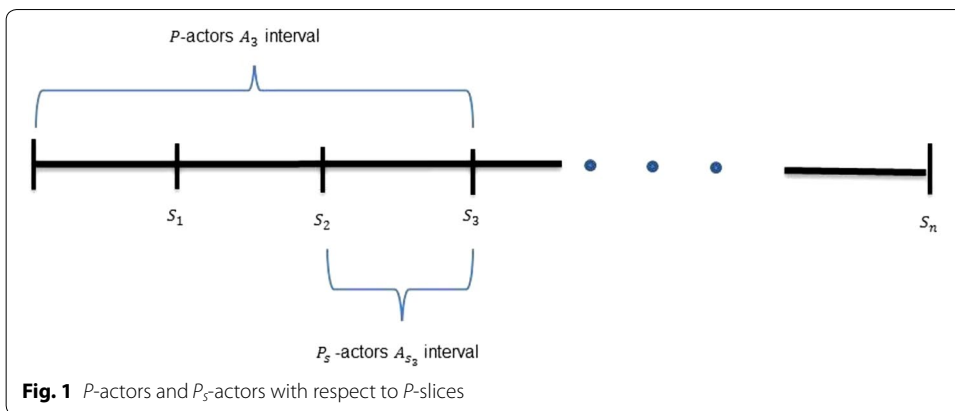 P-actors A₃ interval
S₁
S₂
S₃
Sₙ
Pₛ -actors Aₛ₃ interval
Fig. 1 P-actors and Pₛ-actors with respect to P-slices